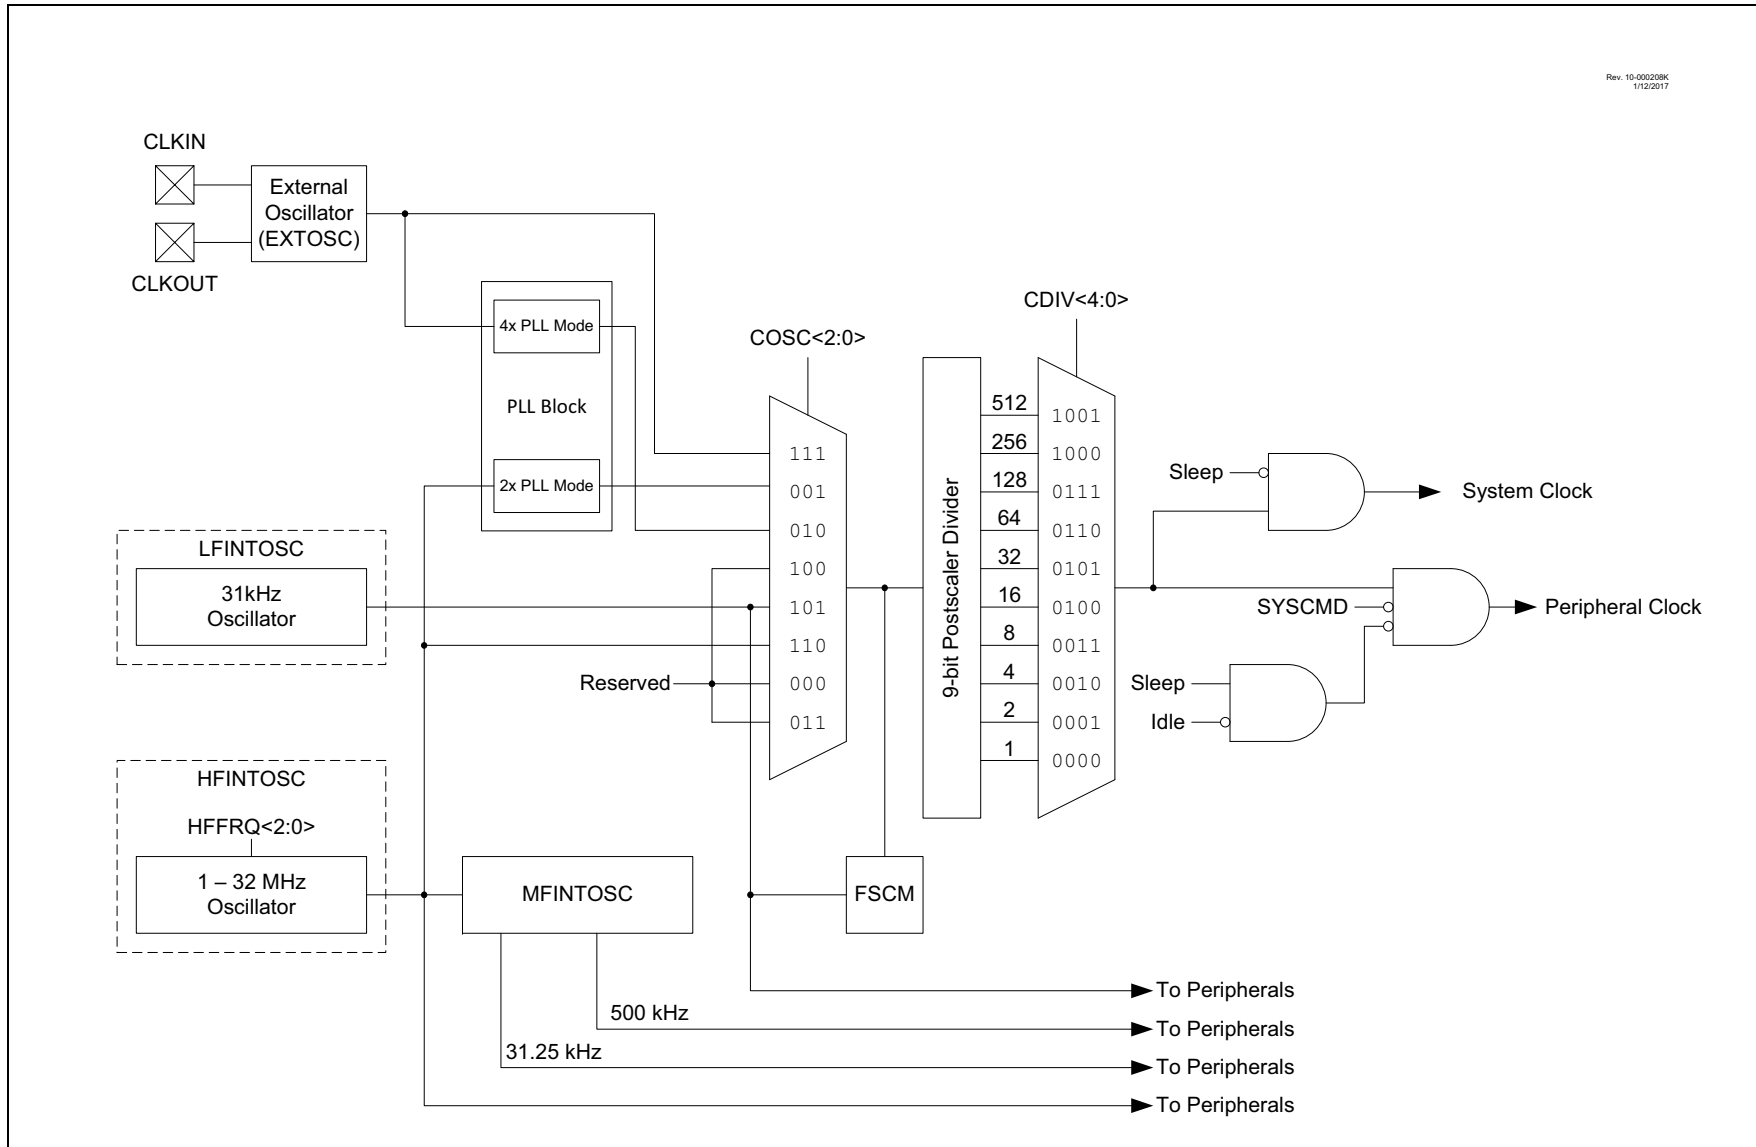 Rev. 10-000208K
1/12/2017
CLKIN
External
Oscillator
(EXTOSC)
CLKOUT
4x PLL Mode
PLL Block
2x PLL Mode
COSC<2:0>
111
001
010
100
101
110
000
011
LFINTOSC
31kHz
Oscillator
Reserved
HFINTOSC
HFFRQ<2:0>
1 – 32 MHz
Oscillator
MFINTOSC
FSCM
9-bit Postscaler Divider
CDIV<4:0>
512 1001
256 1000
128 0111
64 0110
32 0101
16 0100
8 0011
4 0010
2 0001
1 0000
Sleep
System Clock
SYSCMD
Peripheral Clock
Sleep
Idle
To Peripherals
500 kHz
To Peripherals
31.25 kHz
To Peripherals
To Peripherals